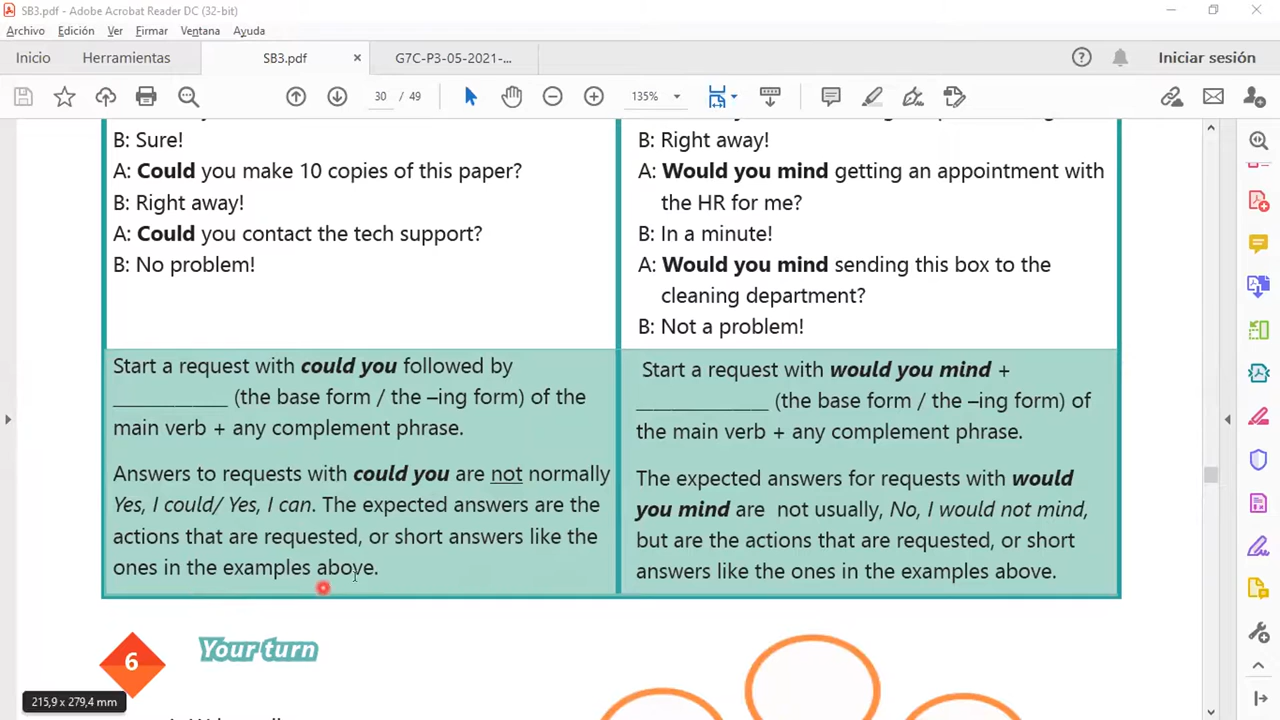 SB3.pdf - Adobe Acrobat Reader DC (32-bit)
Archivo Edición Ver Firmar Ventana Ayuda
Inicio Herramientas SB3.pdf × G7C-P3-05-2021-... Iniciar sesión
30 / 49 135%
B: Sure!
A: Could you make 10 copies of this paper?
B: Right away!
A: Could you contact the tech support?
B: No problem!
B: Right away!
A: Would you mind getting an appointment with
the HR for me?
B: In a minute!
A: Would you mind sending this box to the
cleaning department?
B: Not a problem!
Start a request with could you followed by
____________ (the base form / the –ing form) of the
main verb + any complement phrase.
Answers to requests with could you are not normally
Yes, I could/ Yes, I can. The expected answers are the
actions that are requested, or short answers like the
ones in the examples above.
Start a request with would you mind +
______________ (the base form / the –ing form) of
the main verb + any complement phrase.
The expected answers for requests with would
you mind are not usually, No, I would not mind,
but are the actions that are requested, or short
answers like the ones in the examples above.
6 Your turn
215,9 x 279,4 mm